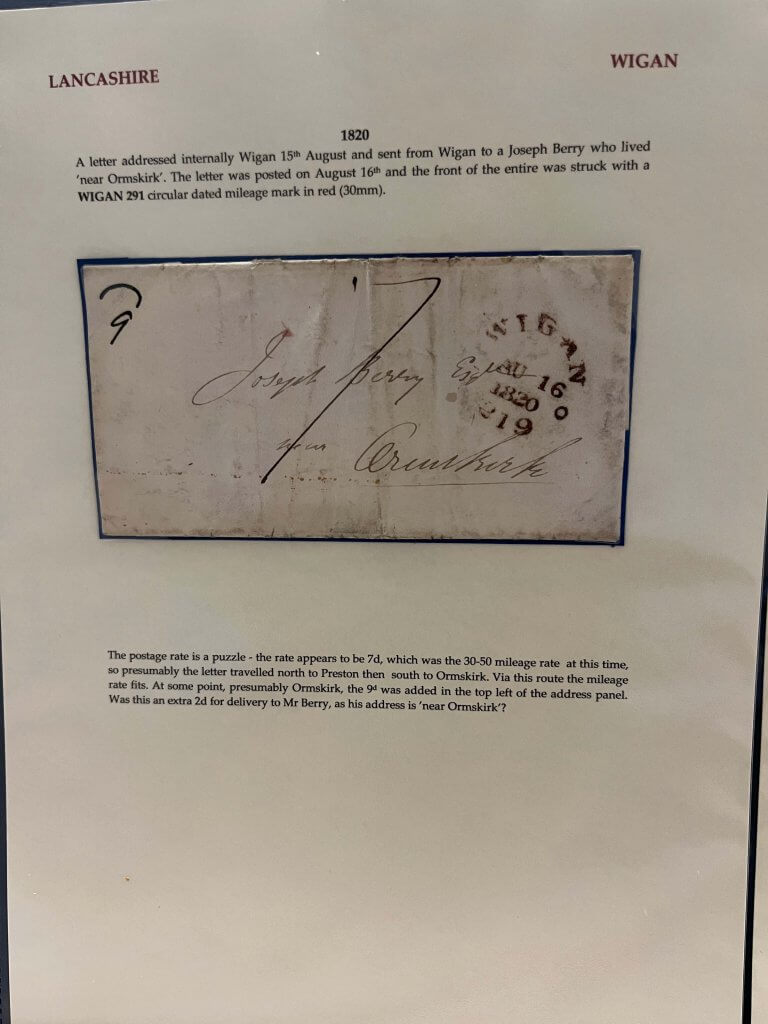 LANCASHIRE
WIGAN
1820
A letter addressed internally Wigan 15th August and sent from Wigan to a Joseph Berry who lived
'near Ormskirk'. The letter was posted on August 16th and the front of the entire was struck with a
WIGAN 291 circular dated mileage mark in red (30mm).
9
7
WIGAN
AU 16
1820
219
Joseph Berry Esq
near Ormskirk
The postage rate is a puzzle - the rate appears to be 7d, which was the 30-50 mileage rate at this time,
so presumably the letter travelled north to Preston then south to Ormskirk. Via this route the mileage
rate fits. At some point, presumably Ormskirk, the 9d was added in the top left of the address panel.
Was this an extra 2d for delivery to Mr Berry, as his address is 'near Ormskirk'?